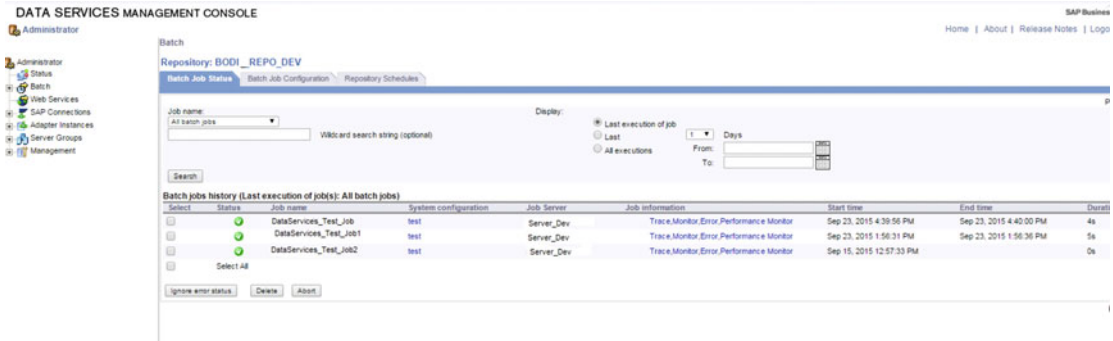 DATA SERVICES MANAGEMENT CONSOLE
SAP Busines
Administrator
Home | About | Release Notes | Logo
Batch
Administrator
Status
Batch
Web Services
SAP Connections
Adapter Instances
Server Groups
Management
Repository: BODI__REPO_DEV
Batch Job Status Batch Job Configuration Repository Schedules
Job name:
All batch jobs
Wildcard search string (optional)
Display:
Last execution of job
Last 1 Days
All executions
From:
To:
Search
Batch jobs history (Last execution of job(s): All batch jobs)
Select Status Job name System configuration Job Server Job information Start time End time Durati
DataServices_Test_Job test Server_Dev Trace,Monitor,Error,Performance Monitor Sep 23, 2015 4:39:56 PM Sep 23, 2015 4:40:00 PM 4s
DataServices_Test_Job1 test Server_Dev Trace,Monitor,Error,Performance Monitor Sep 23, 2015 1:56:31 PM Sep 23, 2015 1:56:36 PM 5s
DataServices_Test_Job2 test Server_Dev Trace,Monitor,Error,Performance Monitor Sep 15, 2015 12:57:33 PM 0s
Select All
Ignore error status Delete Abort